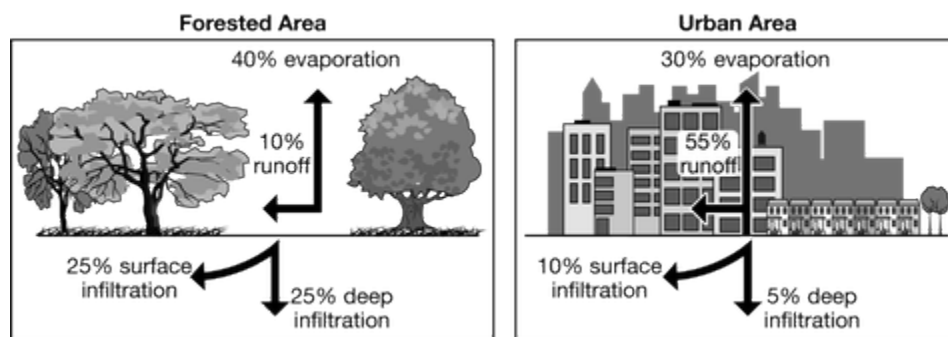 Forested Area
40% evaporation
10%
runoff
25% surface
infiltration
25% deep
infiltration
Urban Area
30% evaporation
55%
runoff
10% surface
infiltration
5% deep
infiltration